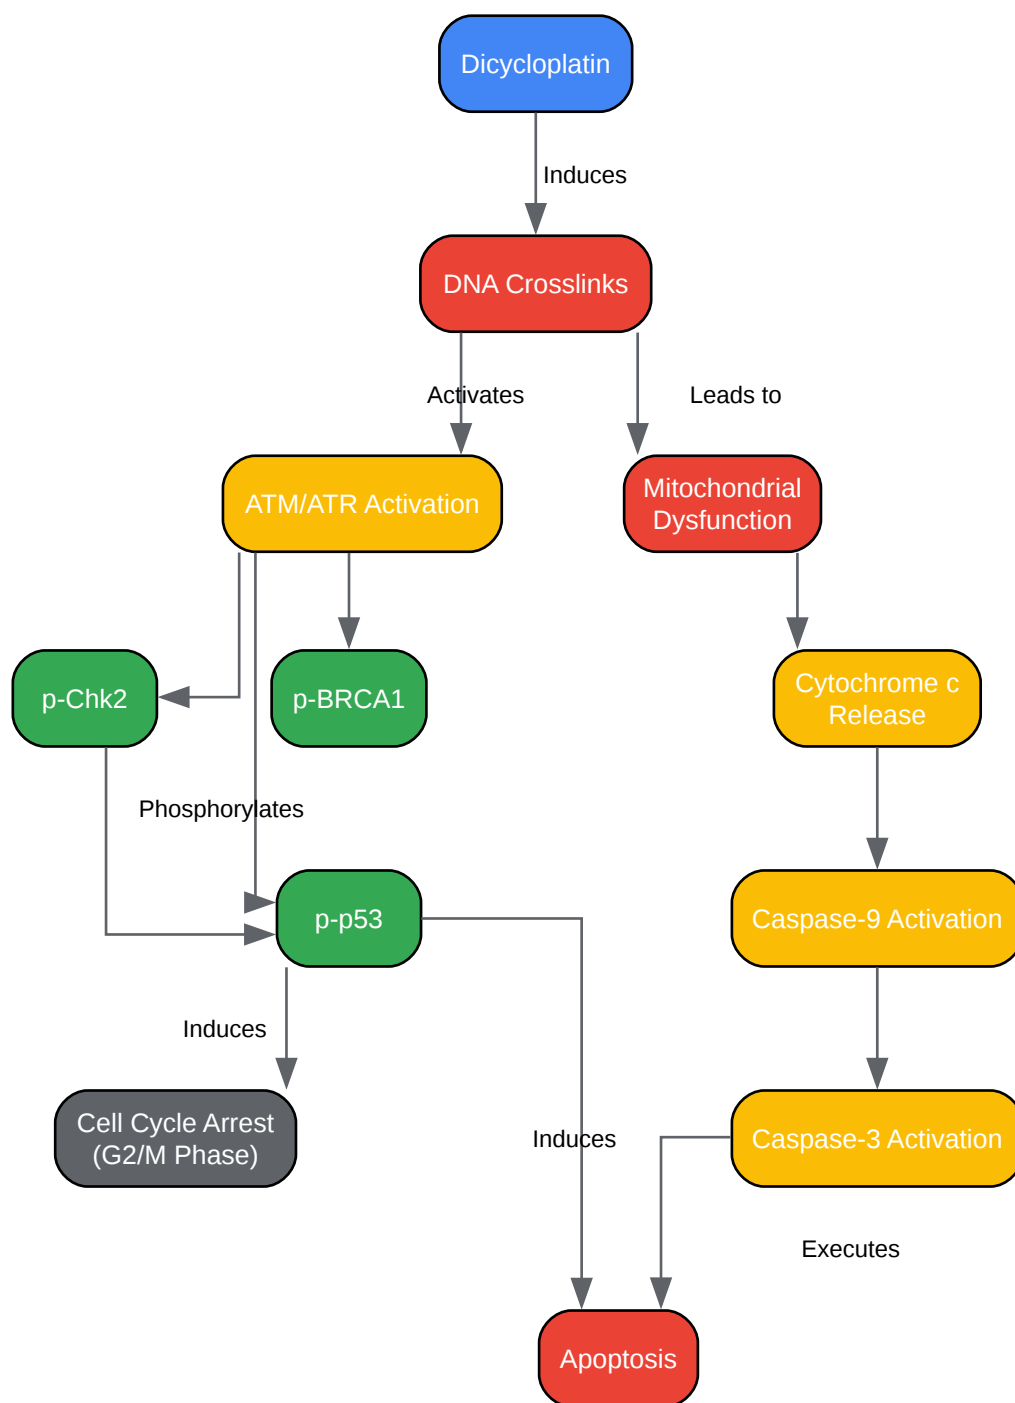 Dicycloplatin
Induces
DNA Crosslinks
Activates
Leads to
ATM/ATR Activation
Mitochondrial
Dysfunction
p-Chk2
p-BRCA1
Cytochrome c
Release
Phosphorylates
p-p53
Caspase-9 Activation
Induces
Cell Cycle Arrest
(G2/M Phase)
Induces
Caspase-3 Activation
Executes
Apoptosis